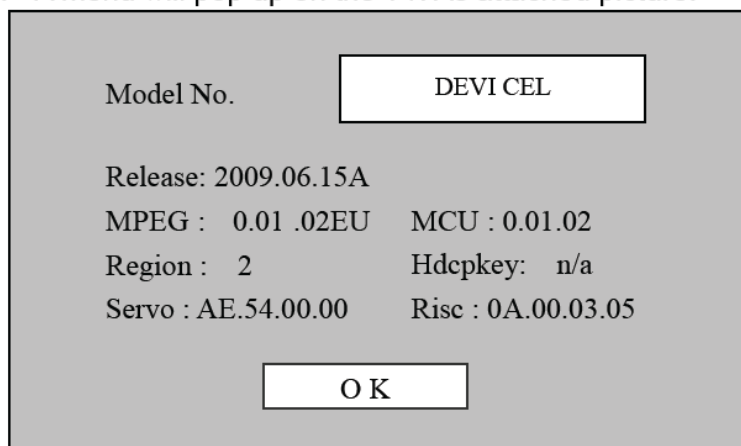 Model No. DEVI CEL
Release: 2009.06.15A
MPEG : 0.01 .02EU MCU : 0.01.02
Region : 2 Hdcpkey: n/a
Servo : AE.54.00.00 Risc : 0A.00.03.05
O K